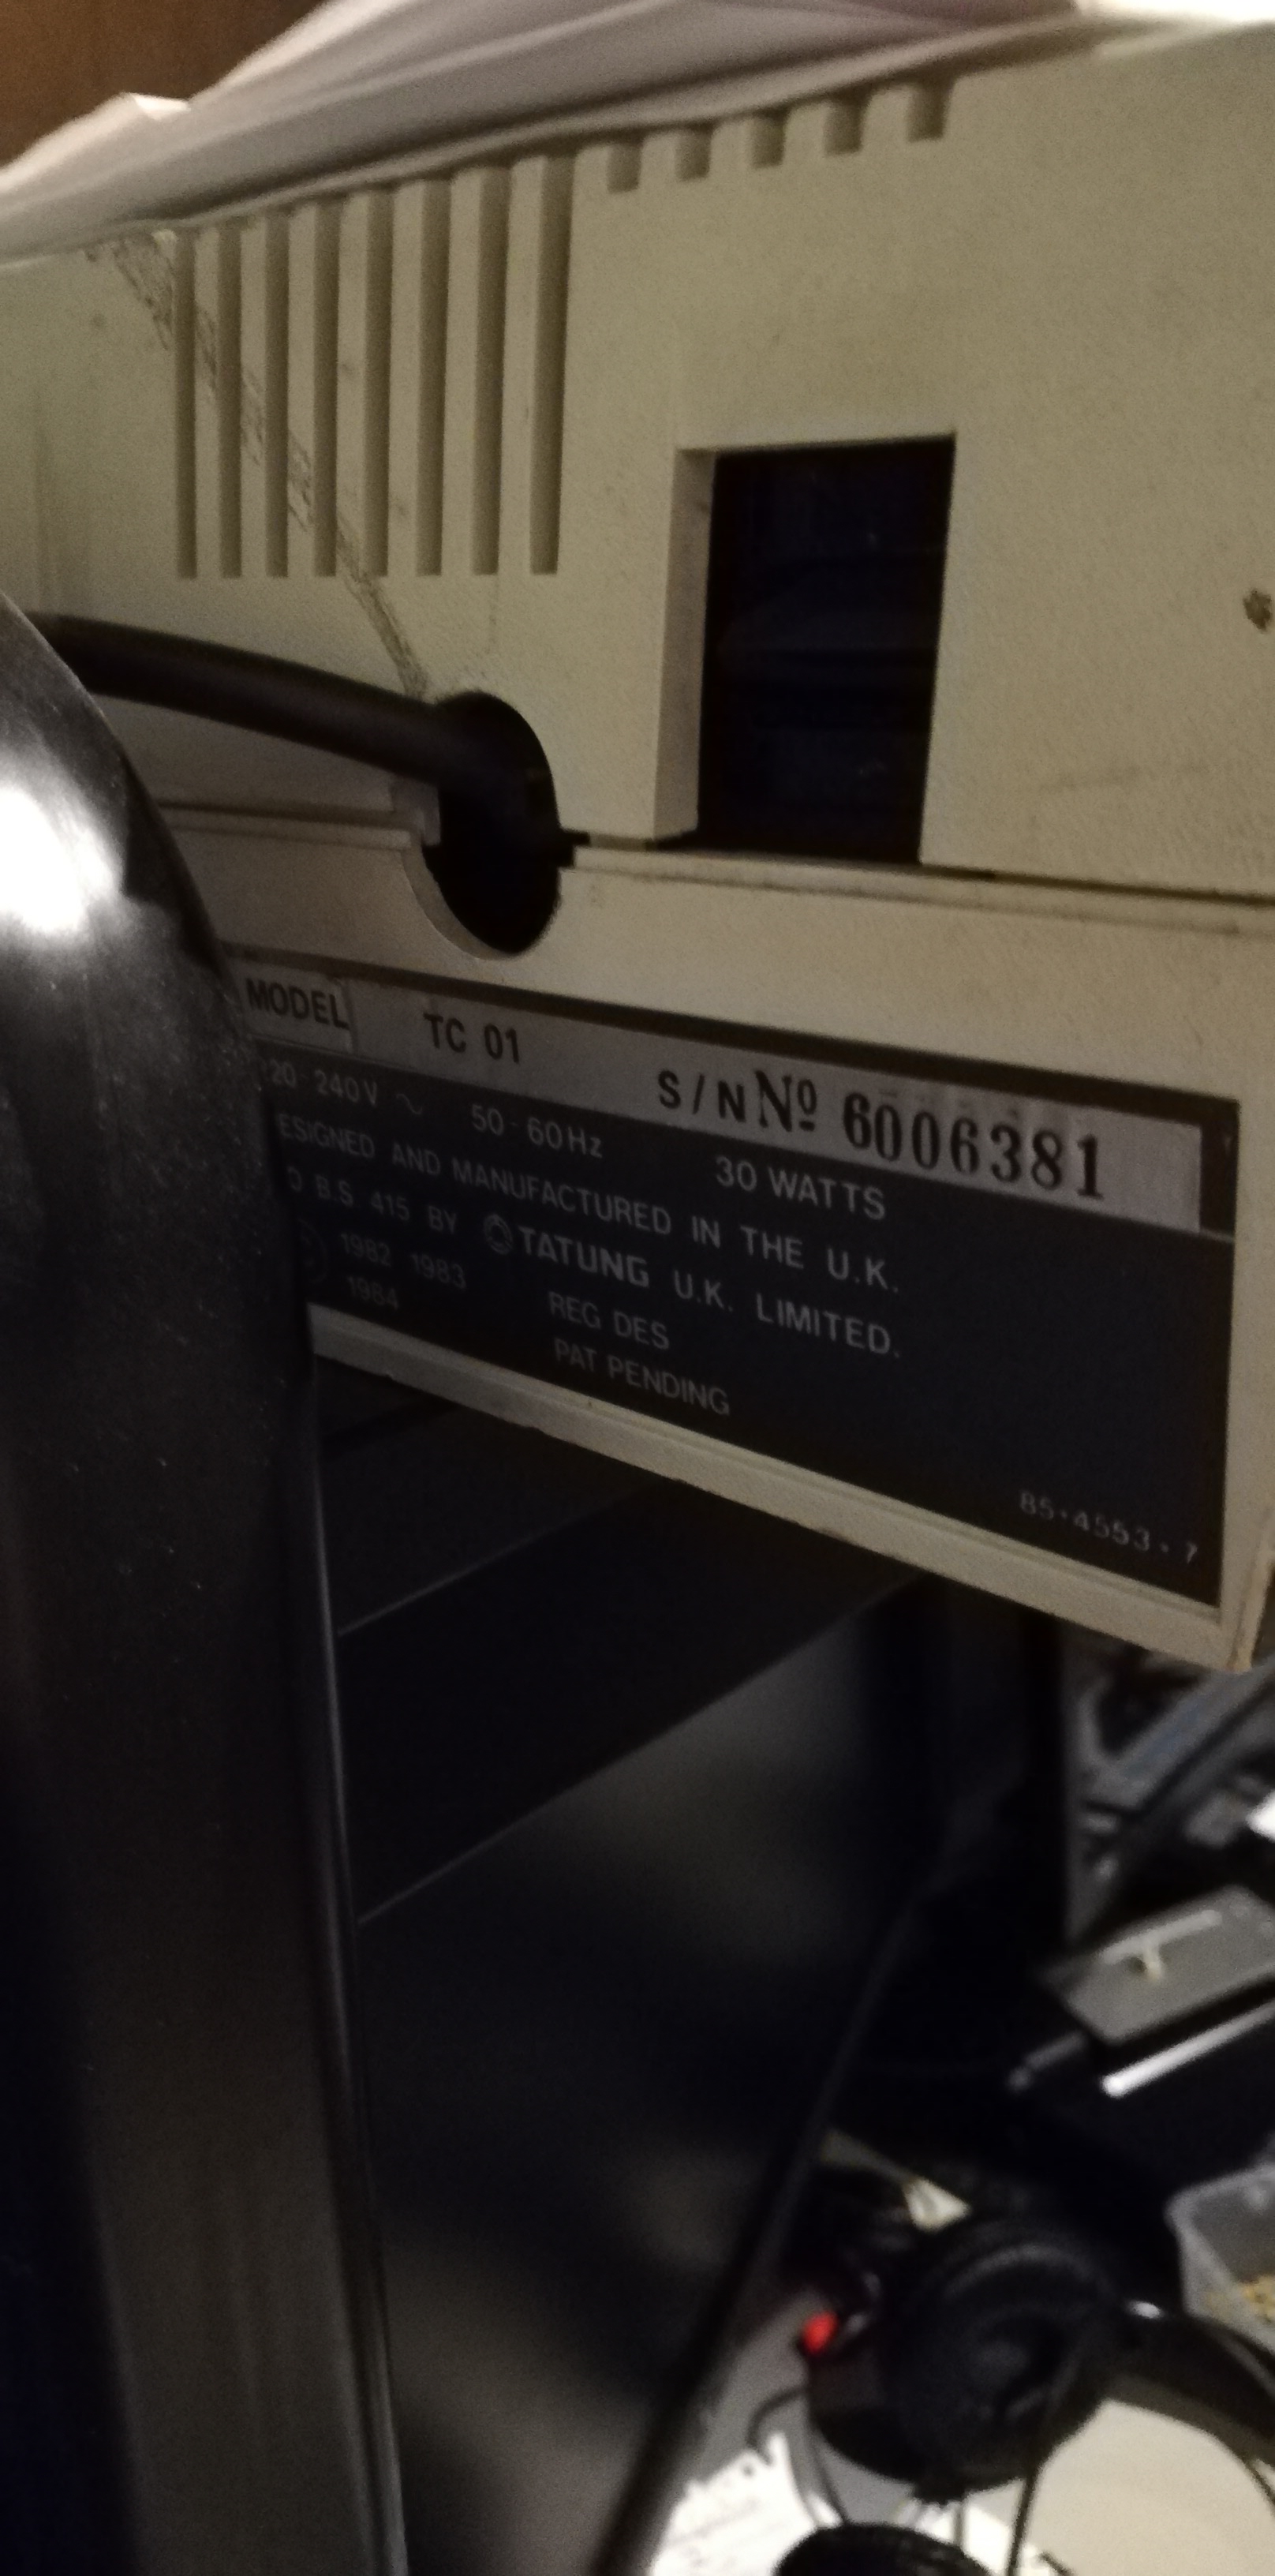 MODEL TC 01 S/N Nº 6006381
20-240V ~ 50-60Hz 30 WATTS
ESIGNED AND MANUFACTURED IN THE U.K.
O B.S 415 BY TATUNG U.K. LIMITED.
1982 1983 REG DES
1984 PAT PENDING
85·4553·7